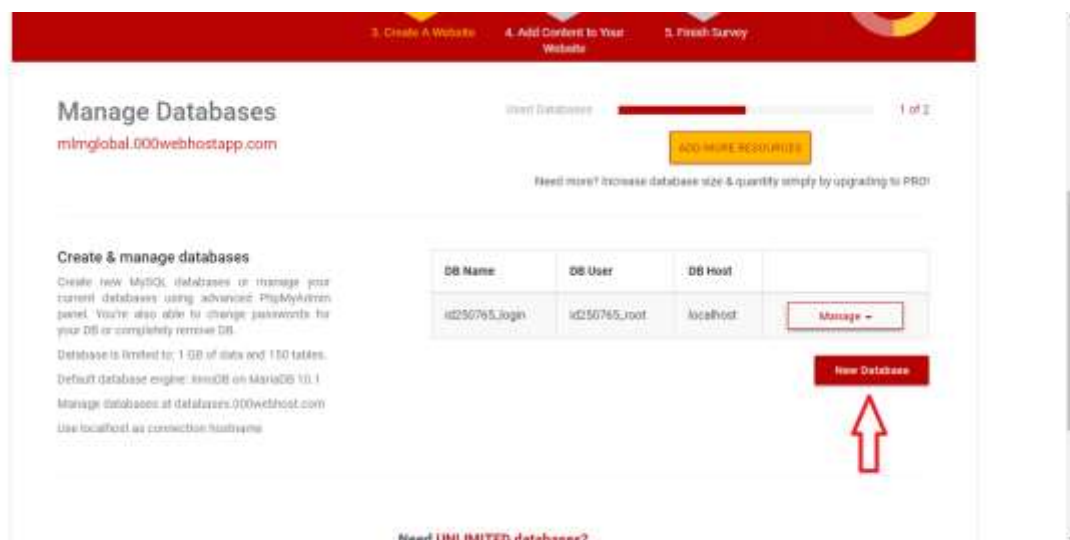 3. Create A Website
4. Add Content to Your
Website
5. Finish Survey
Manage Databases
Used Databases
1 of 2
mlmglobal.000webhostapp.com
ADD MORE RESOURCES
Need more? Increase database size & quantity simply by upgrading to PRO!
Create & manage databases
Create new MySQL databases or manage your
current databases using advanced PhpMyAdmin
panel. You're also able to change passwords for
your DB or completely remove DB.
Database is limited to: 1 GB of data and 150 tables.
Default database engine: InnoDB on MariaDB 10.1
Manage databases at databases.000webhost.com
Use localhost as connection hostname
DB Name
DB User
DB Host
id250765_login
id250765_root
localhost
Manage
New Database
Need UNLIMITED databases?